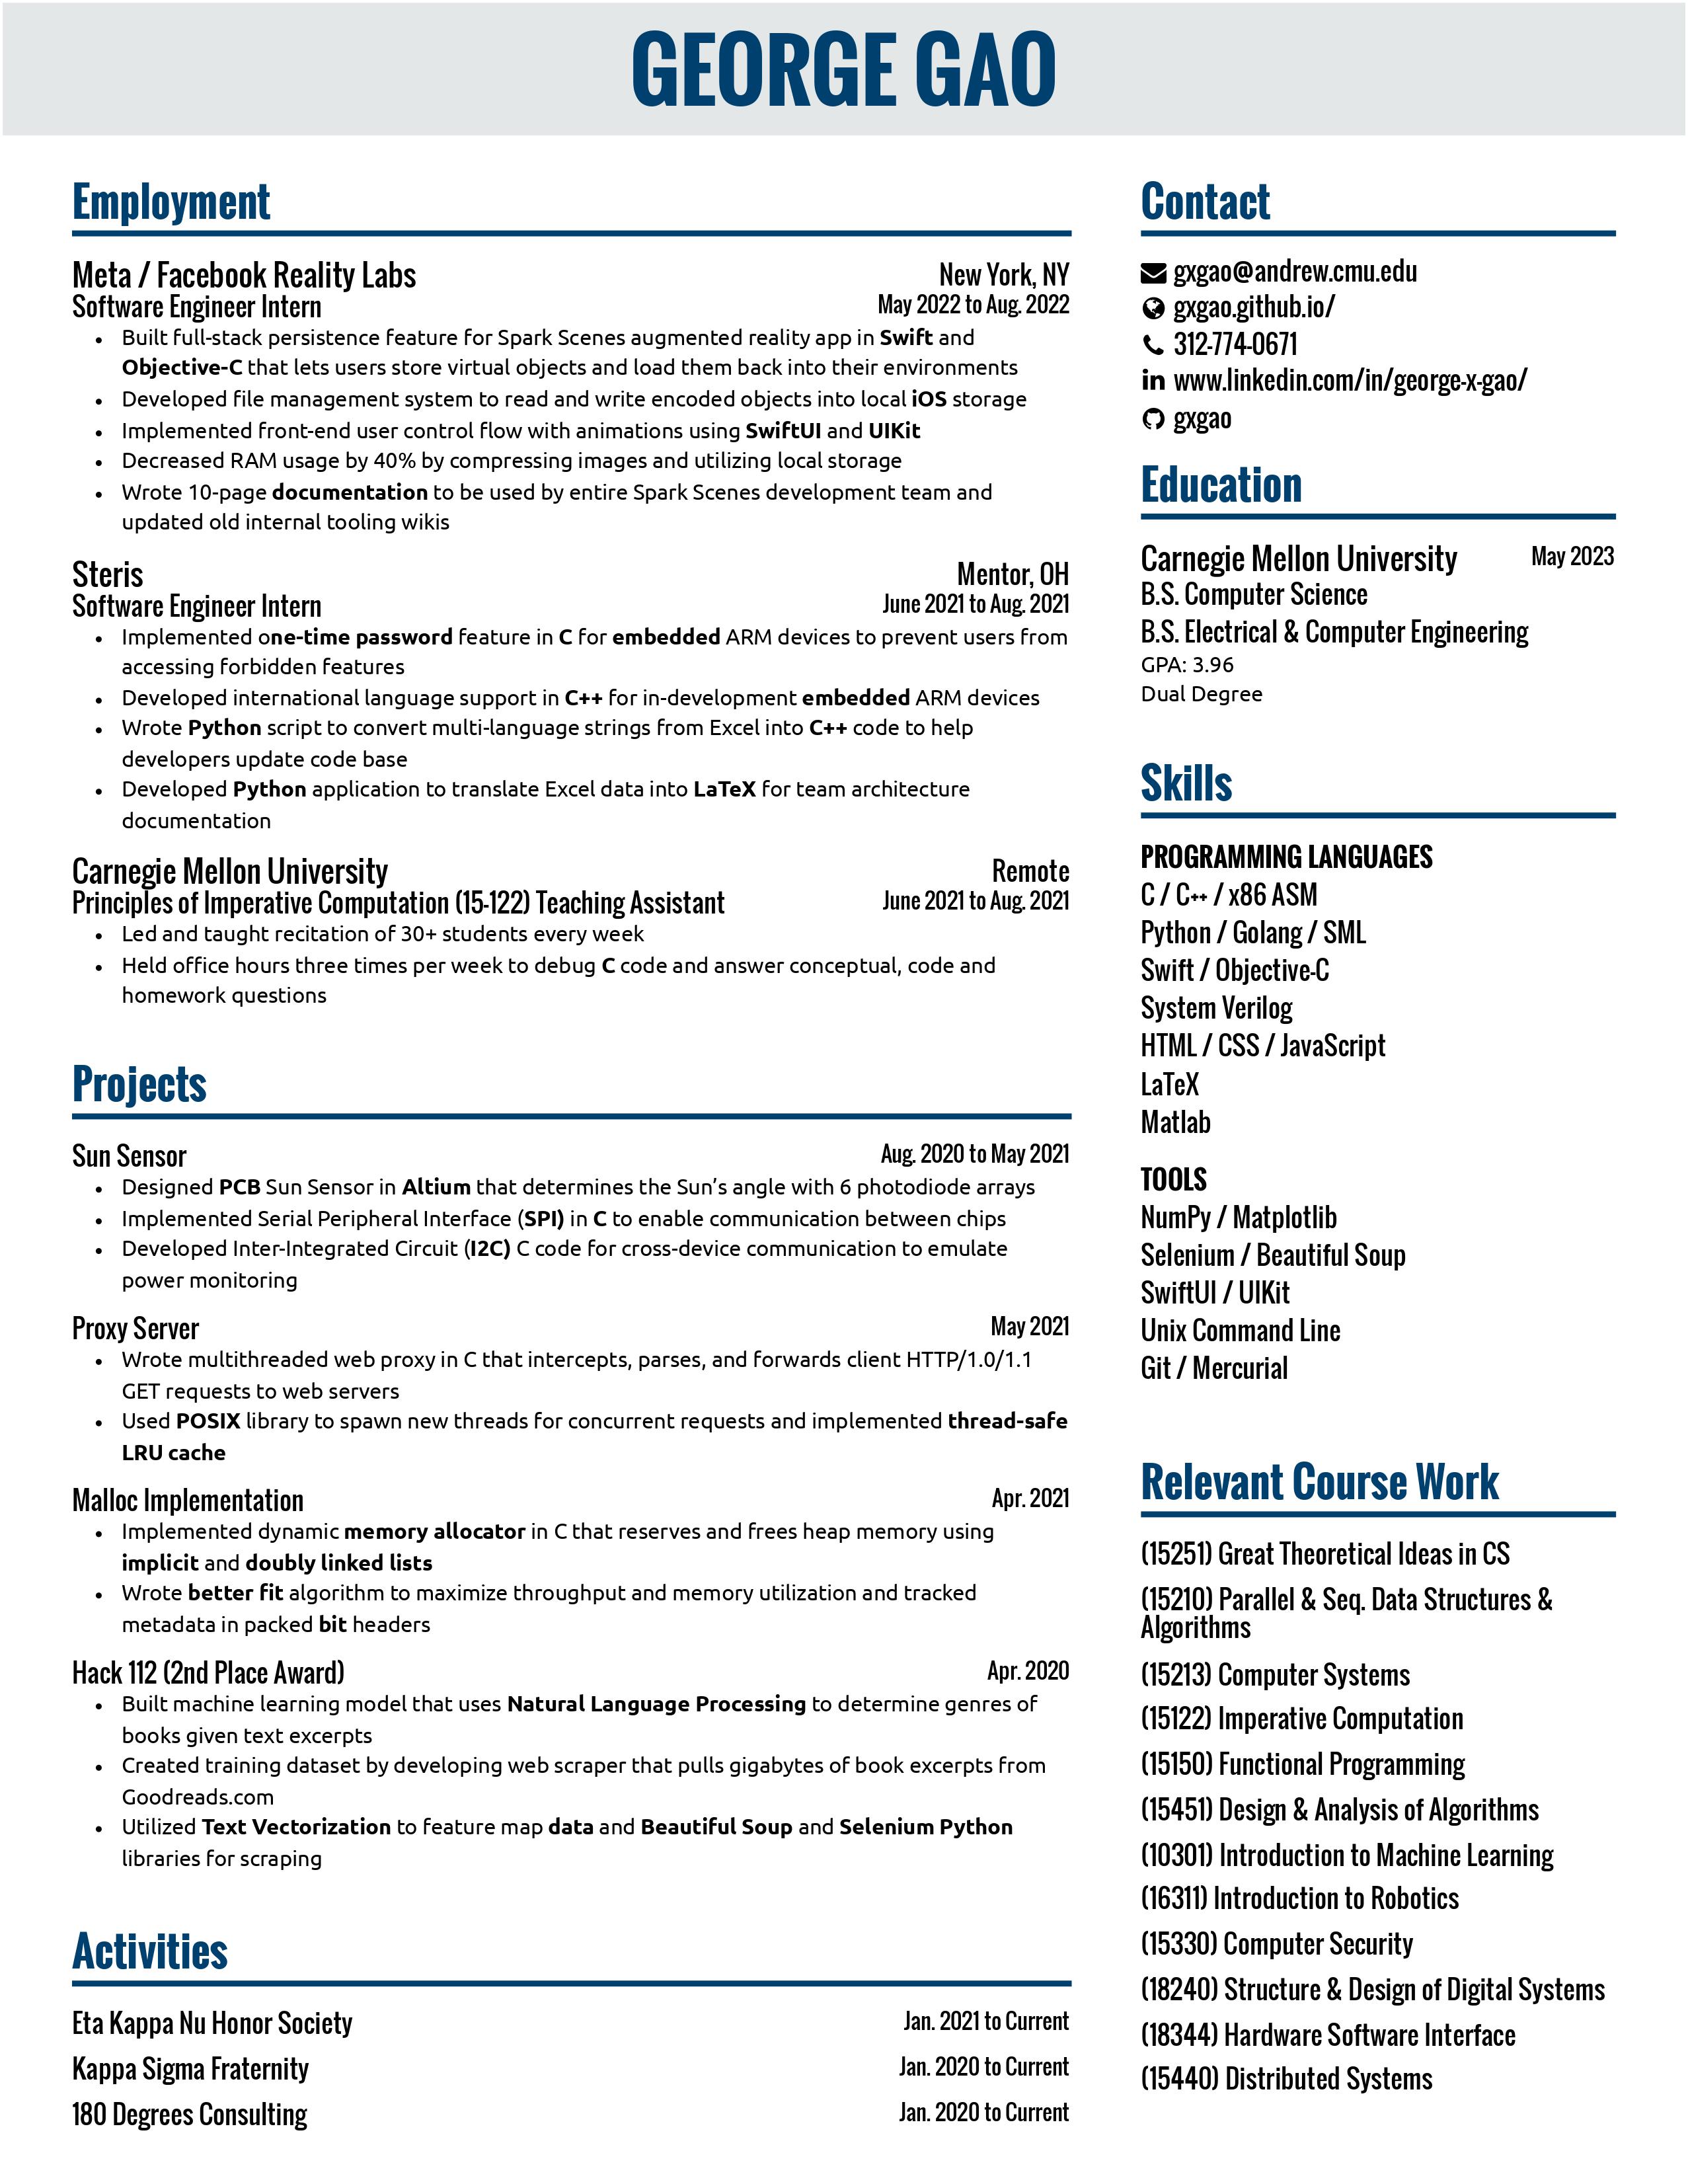 GEORGE GAO
Employment
Meta / Facebook Reality Labs New York, NY
Software Engineer Intern May 2022 to Aug. 2022
• Built full-stack persistence feature for Spark Scenes augmented reality app in Swift and
Objective-C that lets users store virtual objects and load them back into their environments
• Developed file management system to read and write encoded objects into local iOS storage
• Implemented front-end user control flow with animations using SwiftUI and UIKit
• Decreased RAM usage by 40% by compressing images and utilizing local storage
• Wrote 10-page documentation to be used by entire Spark Scenes development team and
updated old internal tooling wikis
Steris Mentor, OH
Software Engineer Intern June 2021 to Aug. 2021
• Implemented one-time password feature in C for embedded ARM devices to prevent users from
accessing forbidden features
• Developed international language support in C++ for in-development embedded ARM devices
• Wrote Python script to convert multi-language strings from Excel into C++ code to help
developers update code base
• Developed Python application to translate Excel data into LaTeX for team architecture
documentation
Carnegie Mellon University Remote
Principles of Imperative Computation (15-122) Teaching Assistant June 2021 to Aug. 2021
• Led and taught recitation of 30+ students every week
• Held office hours three times per week to debug C code and answer conceptual, code and
homework questions
Projects
Sun Sensor Aug. 2020 to May 2021
• Designed PCB Sun Sensor in Altium that determines the Sun’s angle with 6 photodiode arrays
• Implemented Serial Peripheral Interface (SPI) in C to enable communication between chips
• Developed Inter-Integrated Circuit (I2C) C code for cross-device communication to emulate
power monitoring
Proxy Server May 2021
• Wrote multithreaded web proxy in C that intercepts, parses, and forwards client HTTP/1.0/1.1
GET requests to web servers
• Used POSIX library to spawn new threads for concurrent requests and implemented thread-safe
LRU cache
Malloc Implementation Apr. 2021
• Implemented dynamic memory allocator in C that reserves and frees heap memory using
implicit and doubly linked lists
• Wrote better fit algorithm to maximize throughput and memory utilization and tracked
metadata in packed bit headers
Hack 112 (2nd Place Award) Apr. 2020
• Built machine learning model that uses Natural Language Processing to determine genres of
books given text excerpts
• Created training dataset by developing web scraper that pulls gigabytes of book excerpts from
Goodreads.com
• Utilized Text Vectorization to feature map data and Beautiful Soup and Selenium Python
libraries for scraping
Activities
Eta Kappa Nu Honor Society Jan. 2021 to Current
Kappa Sigma Fraternity Jan. 2020 to Current
180 Degrees Consulting Jan. 2020 to Current
Contact
gxgao@andrew.cmu.edu
gxgao.github.io/
312-774-0671
www.linkedin.com/in/george-x-gao/
gxgao
Education
Carnegie Mellon University May 2023
B.S. Computer Science
B.S. Electrical & Computer Engineering
GPA: 3.96
Dual Degree
Skills
PROGRAMMING LANGUAGES
C / C++ / x86 ASM
Python / Golang / SML
Swift / Objective-C
System Verilog
HTML / CSS / JavaScript
LaTeX
Matlab
TOOLS
NumPy / Matplotlib
Selenium / Beautiful Soup
SwiftUI / UIKit
Unix Command Line
Git / Mercurial
Relevant Course Work
(15251) Great Theoretical Ideas in CS
(15210) Parallel & Seq. Data Structures &
Algorithms
(15213) Computer Systems
(15122) Imperative Computation
(15150) Functional Programming
(15451) Design & Analysis of Algorithms
(10301) Introduction to Machine Learning
(16311) Introduction to Robotics
(15330) Computer Security
(18240) Structure & Design of Digital Systems
(18344) Hardware Software Interface
(15440) Distributed Systems